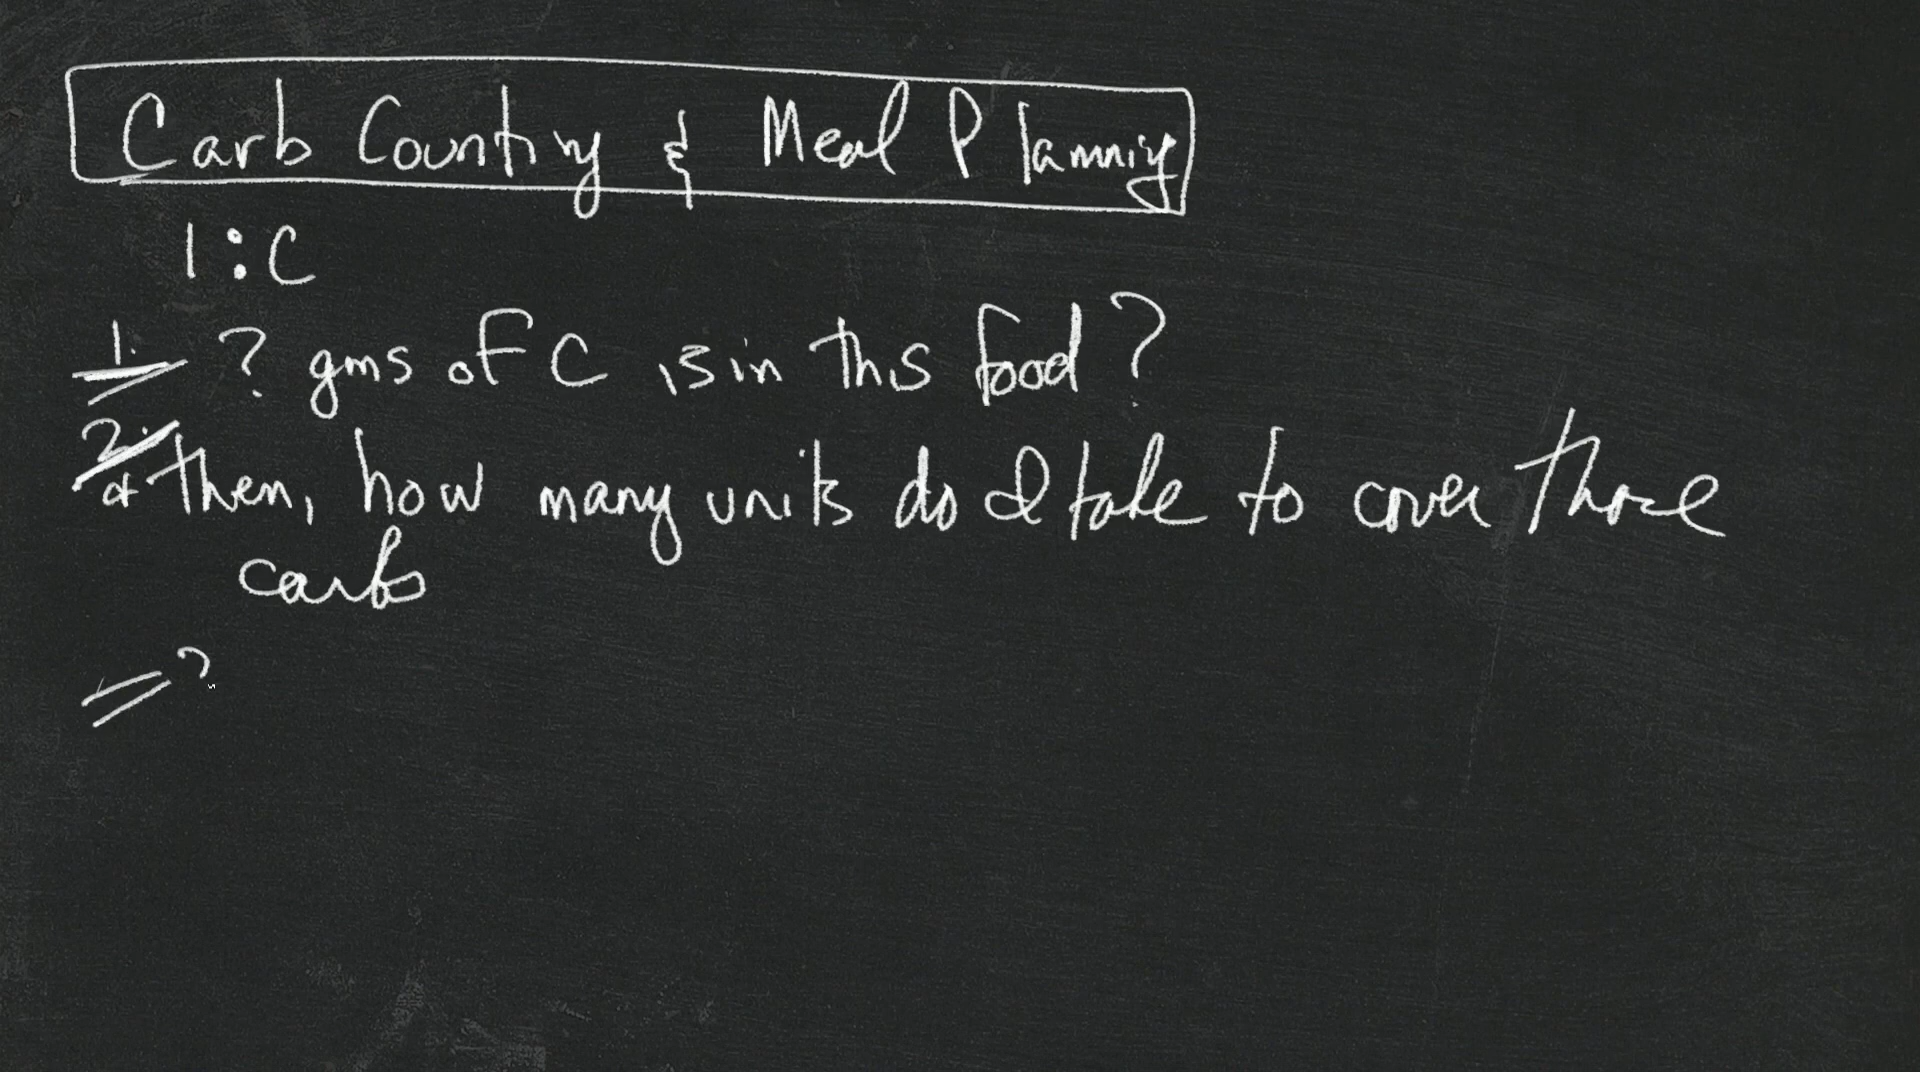 Carb Counting & Meal Planning
1:C
1. ? gms of C is in this food?
2. & then, how many units do I take to cover those
carbs
?